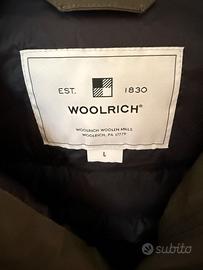 EST. 1830
WOOLRICH®
WOOLRICH WOOLEN MILLS
WOOLRICH, PA 17779
L
subito